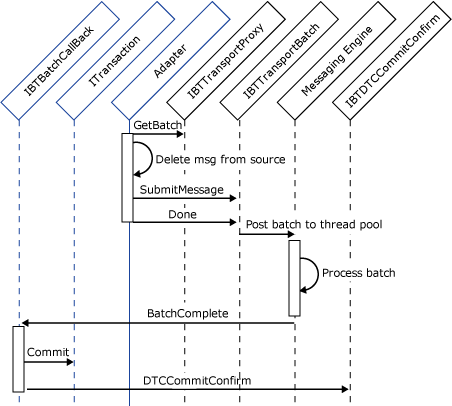 IBTBatchCallBack
ITransaction
Adapter
IBTTransportProxy
IBTTransportBatch
Messaging Engine
IBTDTCCommitConfirm
GetBatch
Delete msg from source
SubmitMessage
Done
Post batch to thread pool
Process batch
BatchComplete
Commit
DTCCommitConfirm